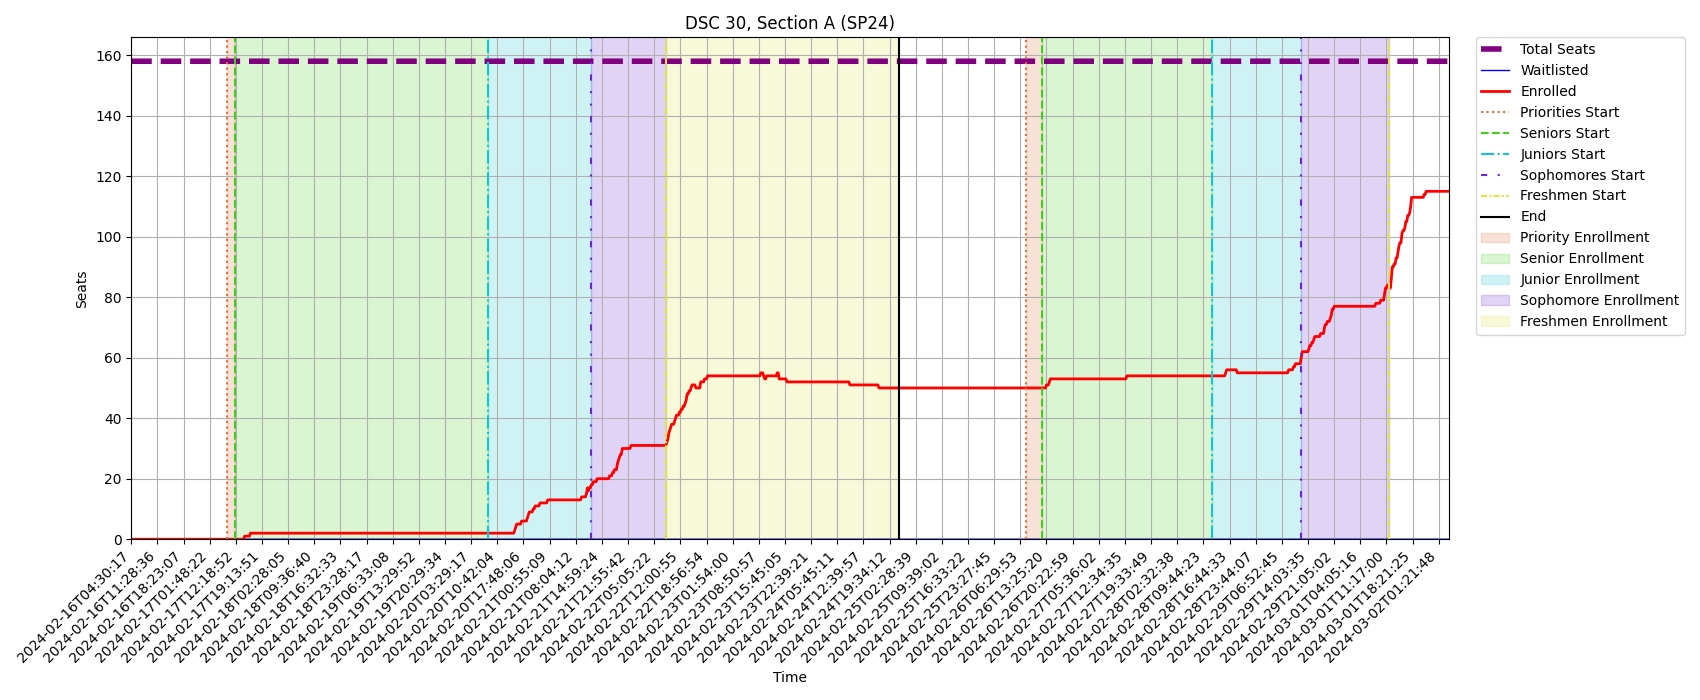 DSC 30, Section A (SP24)
Seats
160
140
120
100
80
60
40
20
0
2024-02-16T04:30:17
2024-02-16T11:28:36
2024-02-16T18:23:07
2024-02-17T01:48:22
2024-02-17T12:18:52
2024-02-17T19:13:51
2024-02-18T02:28:05
2024-02-18T09:36:40
2024-02-18T16:32:33
2024-02-18T23:28:17
2024-02-19T06:33:08
2024-02-19T13:29:52
2024-02-19T20:29:34
2024-02-20T03:29:17
2024-02-20T10:42:04
2024-02-20T17:48:06
2024-02-21T00:55:09
2024-02-21T08:04:12
2024-02-21T14:59:24
2024-02-21T21:55:42
2024-02-22T05:05:22
2024-02-22T12:00:55
2024-02-22T18:56:54
2024-02-23T01:54:00
2024-02-23T08:50:57
2024-02-23T15:45:05
2024-02-23T22:39:21
2024-02-24T05:45:11
2024-02-24T12:39:57
2024-02-24T19:34:12
2024-02-25T02:28:39
2024-02-25T09:39:02
2024-02-25T16:33:22
2024-02-25T23:27:45
2024-02-26T06:29:53
2024-02-26T13:25:20
2024-02-26T20:22:59
2024-02-27T05:36:02
2024-02-27T12:34:35
2024-02-27T19:33:49
2024-02-28T02:32:38
2024-02-28T09:44:23
2024-02-28T16:44:33
2024-02-28T23:44:07
2024-02-29T06:52:45
2024-02-29T14:03:35
2024-02-29T21:05:02
2024-03-01T04:05:16
2024-03-01T11:17:00
2024-03-01T18:21:25
2024-03-02T01:21:48
Time
Total Seats
Waitlisted
Enrolled
Priorities Start
Seniors Start
Juniors Start
Sophomores Start
Freshmen Start
End
Priority Enrollment
Senior Enrollment
Junior Enrollment
Sophomore Enrollment
Freshmen Enrollment